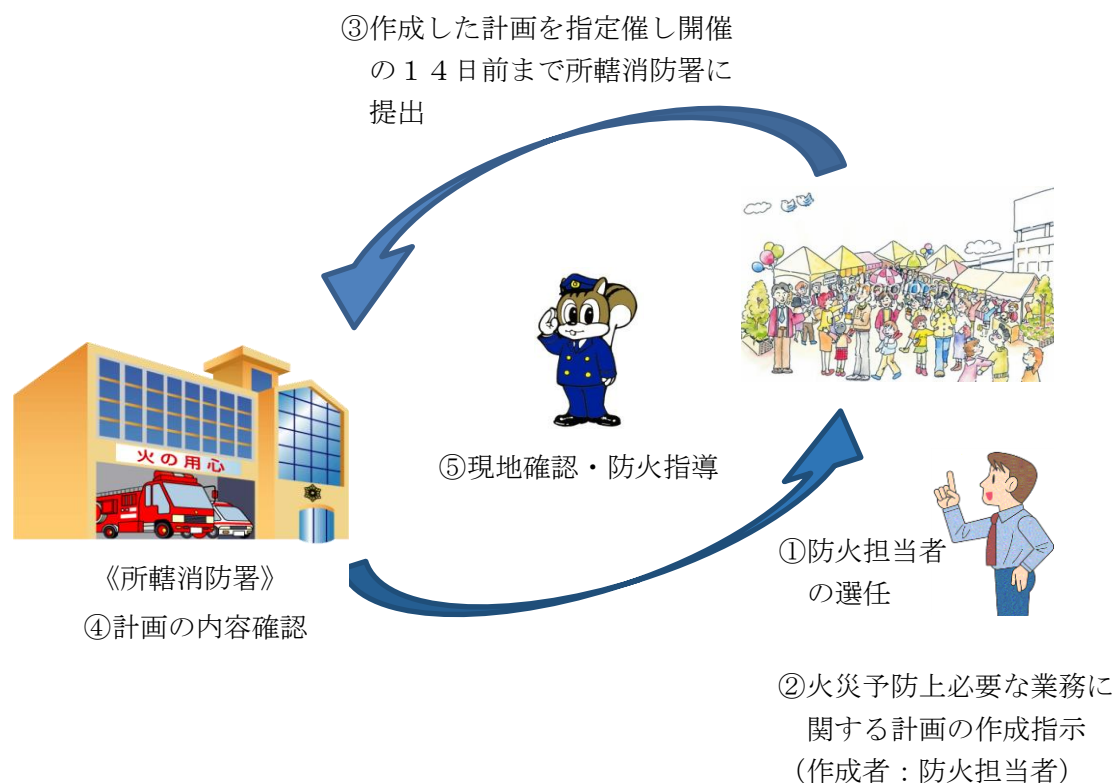 ③作成した計画を指定催し開催
の１４日前まで所轄消防署に
提出
火の用心
⑤現地確認・防火指導
①防火担当者
の選任
《所轄消防署》
④計画の内容確認
②火災予防上必要な業務に
関する計画の作成指示
（作成者：防火担当者）